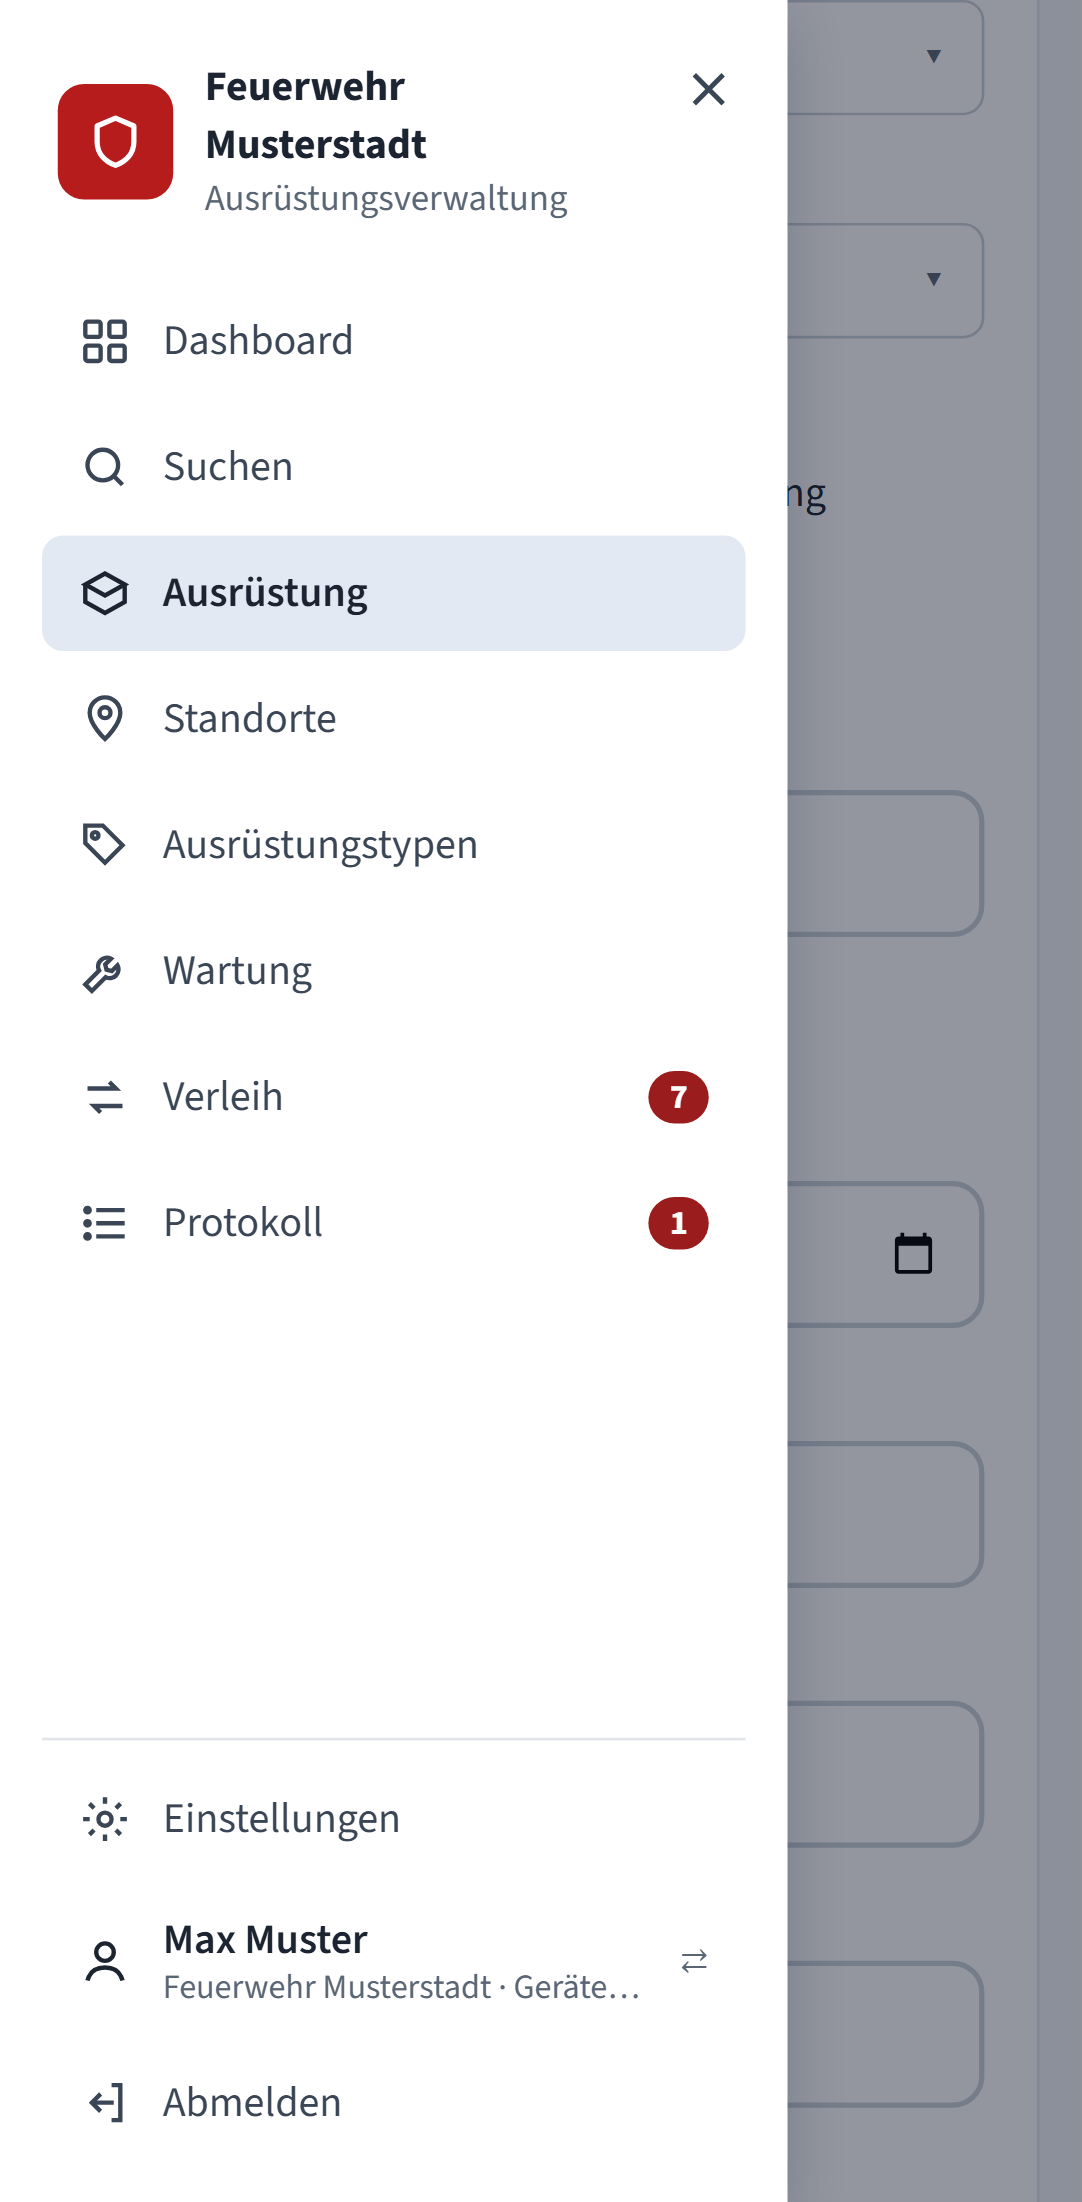 Feuerwehr
Musterstadt
Ausrüstungsverwaltung
Dashboard
Suchen
Ausrüstung
Standorte
Ausrüstungstypen
Wartung
Verleih
7
Protokoll
1
Einstellungen
Max Muster
Feuerwehr Musterstadt · Geräte…
Abmelden